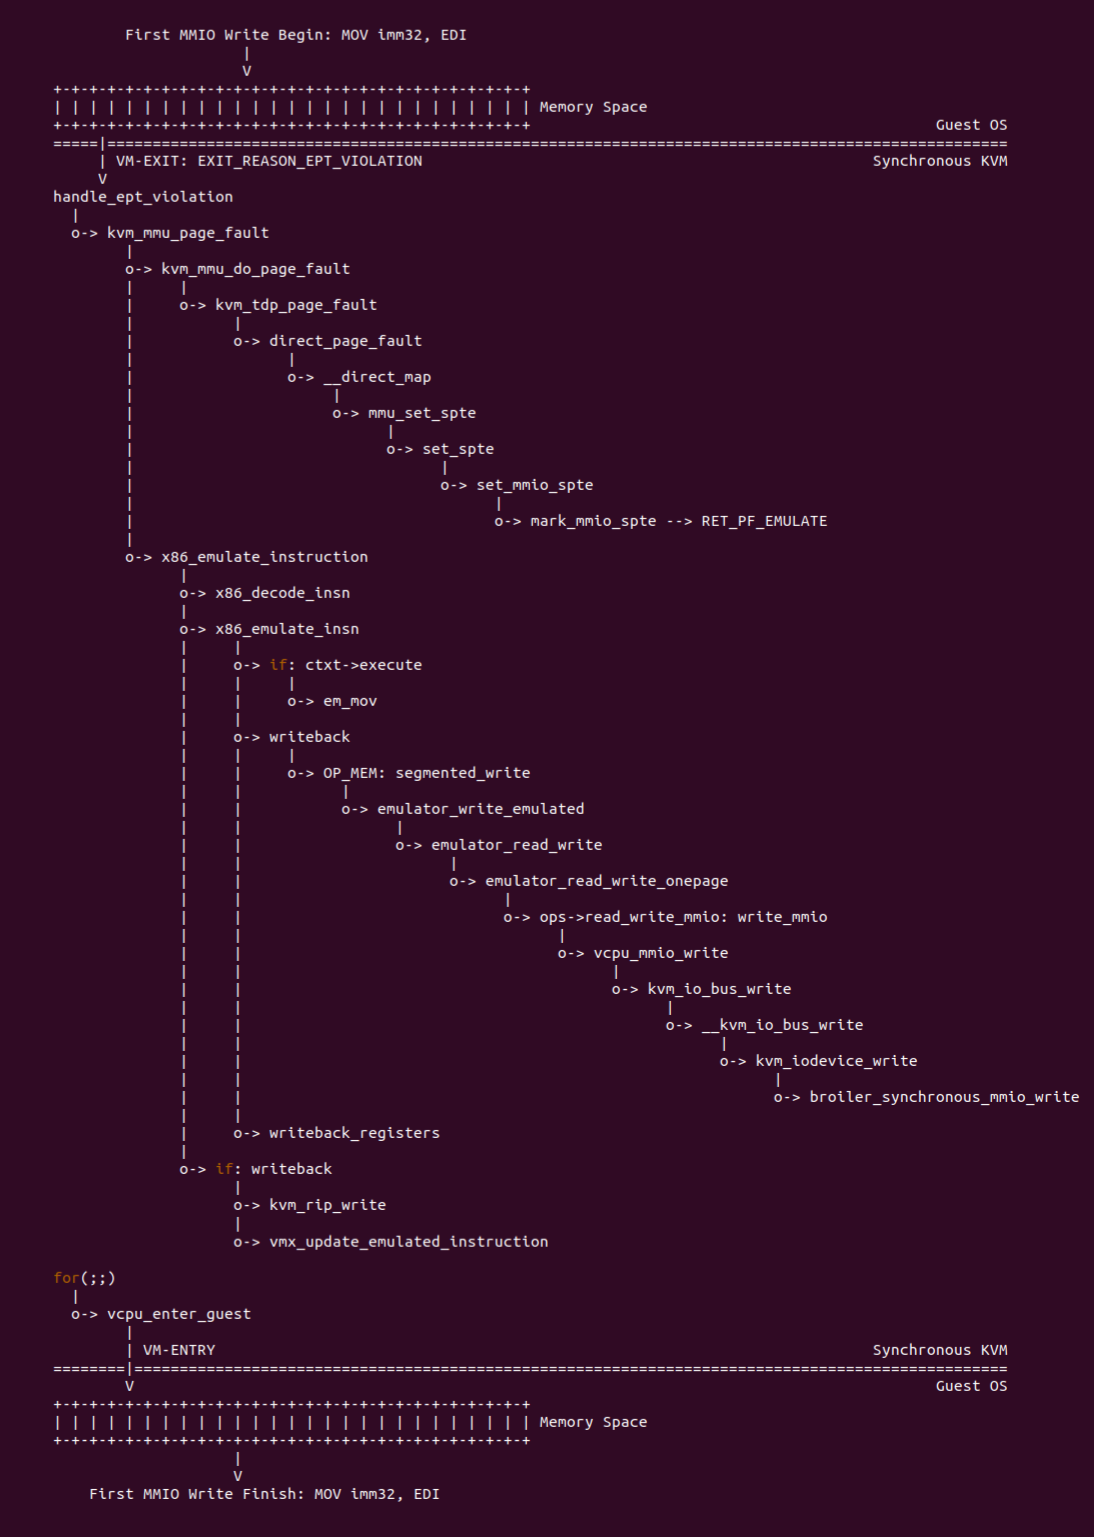 First MMIO Write Begin: MOV imm32, EDI
|
V
+-+-+-+-+-+-+-+-+-+-+-+-+-+-+-+-+-+-+-+-+-+-+-+-+-+-+
| | | | | | | | | | | | | | | | | | | | | | | | | | | Memory Space
+-+-+-+-+-+-+-+-+-+-+-+-+-+-+-+-+-+-+-+-+-+-+-+-+-+-+ Guest OS
=====|====================================================================================================
| VM-EXIT: EXIT_REASON_EPT_VIOLATION Synchronous KVM
V
handle_ept_violation
|
o-> kvm_mmu_page_fault
|
o-> kvm_mmu_do_page_fault
| |
| o-> kvm_tdp_page_fault
| |
| o-> direct_page_fault
| |
| o-> __direct_map
| |
| o-> mmu_set_spte
| |
| o-> set_spte
| |
| o-> set_mmio_spte
| |
| o-> mark_mmio_spte --> RET_PF_EMULATE
|
o-> x86_emulate_instruction
|
o-> x86_decode_insn
|
o-> x86_emulate_insn
| |
| o-> if: ctxt->execute
| | |
| | o-> em_mov
| |
| o-> writeback
| | |
| | o-> OP_MEM: segmented_write
| | |
| | o-> emulator_write_emulated
| | |
| | o-> emulator_read_write
| | |
| | o-> emulator_read_write_onepage
| | |
| | o-> ops->read_write_mmio: write_mmio
| | |
| | o-> vcpu_mmio_write
| | |
| | o-> kvm_io_bus_write
| | |
| | o-> __kvm_io_bus_write
| | |
| | o-> kvm_iodevice_write
| | |
| | o-> broiler_synchronous_mmio_write
| |
| o-> writeback_registers
|
o-> if: writeback
|
o-> kvm_rip_write
|
o-> vmx_update_emulated_instruction
for(;;)
|
o-> vcpu_enter_guest
|
| VM-ENTRY Synchronous KVM
========|=================================================================================================
V Guest OS
+-+-+-+-+-+-+-+-+-+-+-+-+-+-+-+-+-+-+-+-+-+-+-+-+-+-+
| | | | | | | | | | | | | | | | | | | | | | | | | | | Memory Space
+-+-+-+-+-+-+-+-+-+-+-+-+-+-+-+-+-+-+-+-+-+-+-+-+-+-+
|
V
First MMIO Write Finish: MOV imm32, EDI